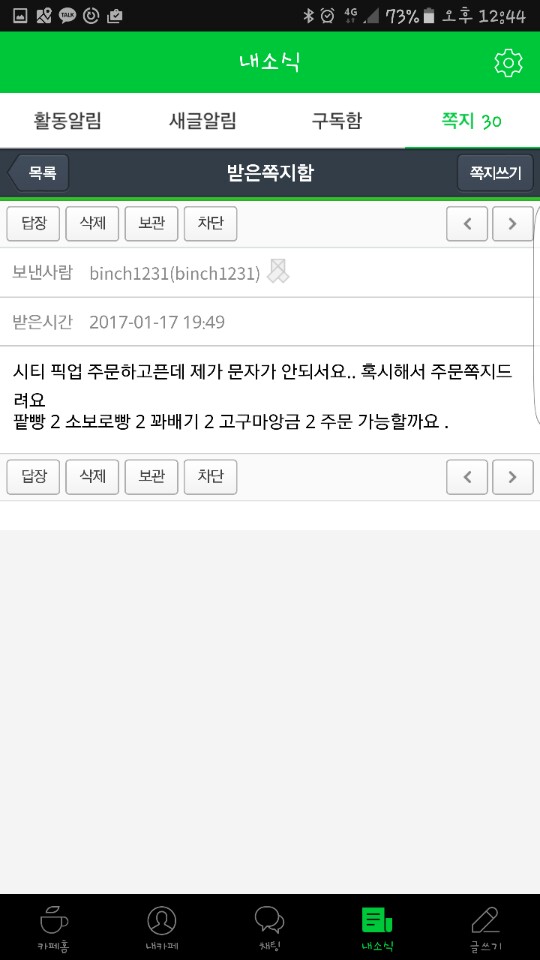 TALK 4G 73% 오후 12:44
내소식
활동알림 새글알림 구독함 쪽지 30
목록 받은쪽지함 쪽지쓰기
답장 삭제 보관 차단 < >
보낸사람 binch1231(binch1231)
받은시간 2017-01-17 19:49
시티 픽업 주문하고픈데 제가 문자가 안되서요.. 혹시해서 주문쪽지드
려요
팥빵 2 소보로빵 2 꽈배기 2 고구마앙금 2 주문 가능할까요 .
답장 삭제 보관 차단 < >
카페홈 내카페 채팅 내소식 글쓰기